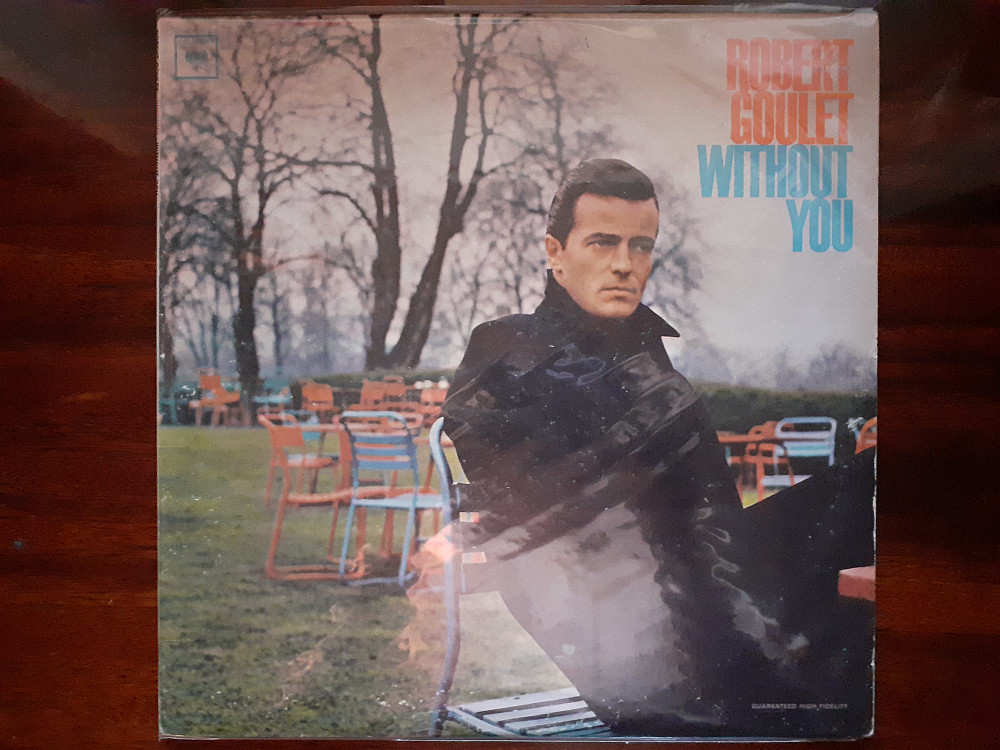 ROBERT
GOULET
WITHOUT
YOU
GUARANTEED HIGH FIDELITY